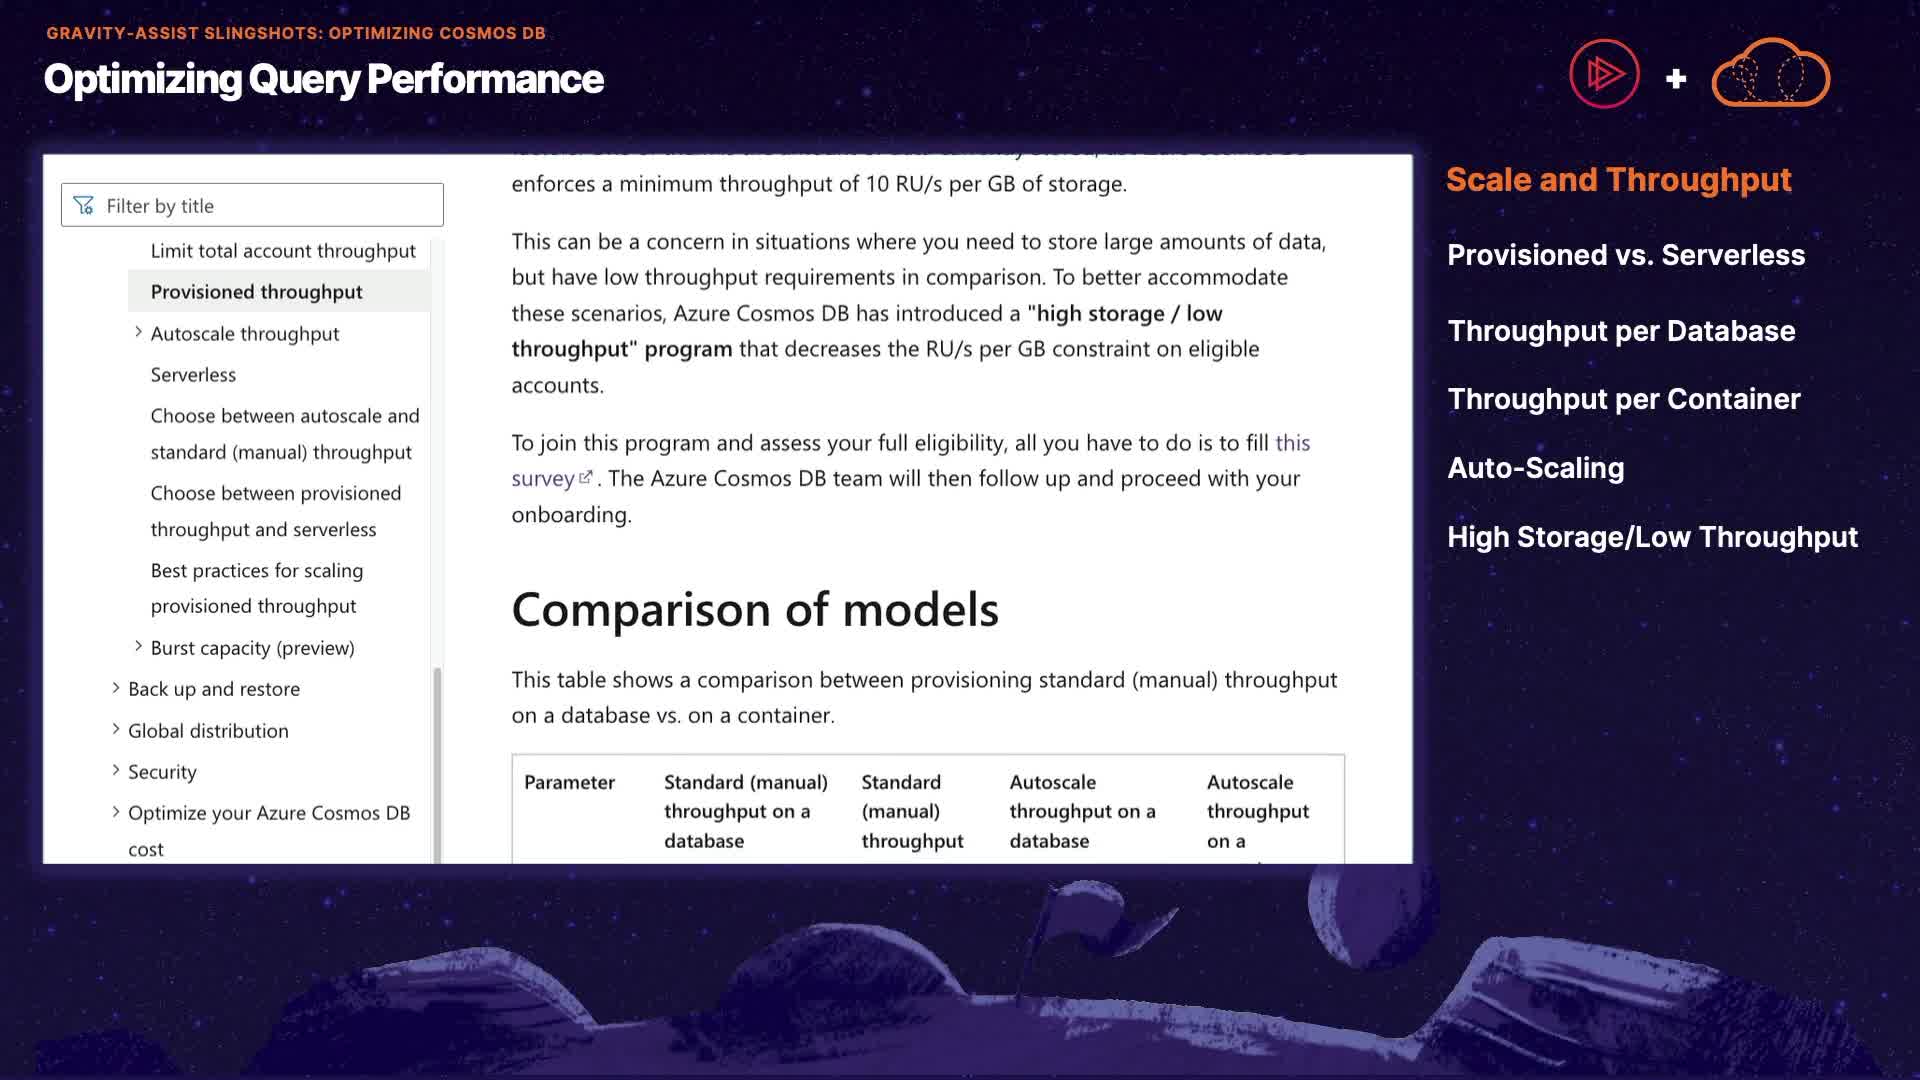 GRAVITY-ASSIST SLINGSHOTS: OPTIMIZING COSMOS DB
Optimizing Query Performance
Filter by title
Limit total account throughput
Provisioned throughput
Autoscale throughput
Serverless
Choose between autoscale and
standard (manual) throughput
Choose between provisioned
throughput and serverless
Best practices for scaling
provisioned throughput
Burst capacity (preview)
Back up and restore
Global distribution
Security
Optimize your Azure Cosmos DB
cost
enforces a minimum throughput of 10 RU/s per GB of storage.
This can be a concern in situations where you need to store large amounts of data,
but have low throughput requirements in comparison. To better accommodate
these scenarios, Azure Cosmos DB has introduced a "high storage / low
throughput" program that decreases the RU/s per GB constraint on eligible
accounts.
To join this program and assess your full eligibility, all you have to do is to fill this
survey. The Azure Cosmos DB team will then follow up and proceed with your
onboarding.
Comparison of models
This table shows a comparison between provisioning standard (manual) throughput
on a database vs. on a container.
Parameter
Standard (manual)
throughput on a
database
Standard
(manual)
throughput
Autoscale
throughput on a
database
Autoscale
throughput
on a
Scale and Throughput
Provisioned vs. Serverless
Throughput per Database
Throughput per Container
Auto-Scaling
High Storage/Low Throughput